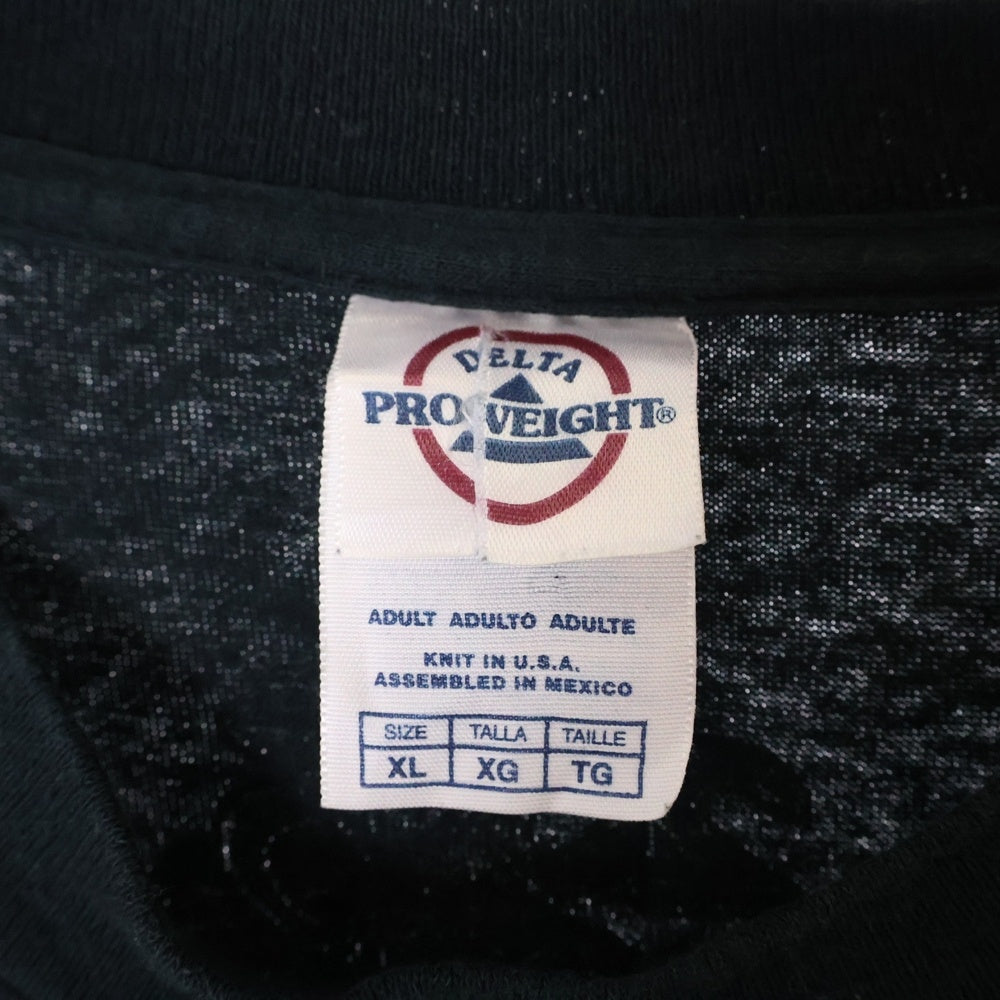 DELTA
PRO WEIGHT®
ADULT ADULTO ADULTE
KNIT IN U.S.A.
ASSEMBLED IN MEXICO
SIZE TALLA TAILLE
XL XG TG